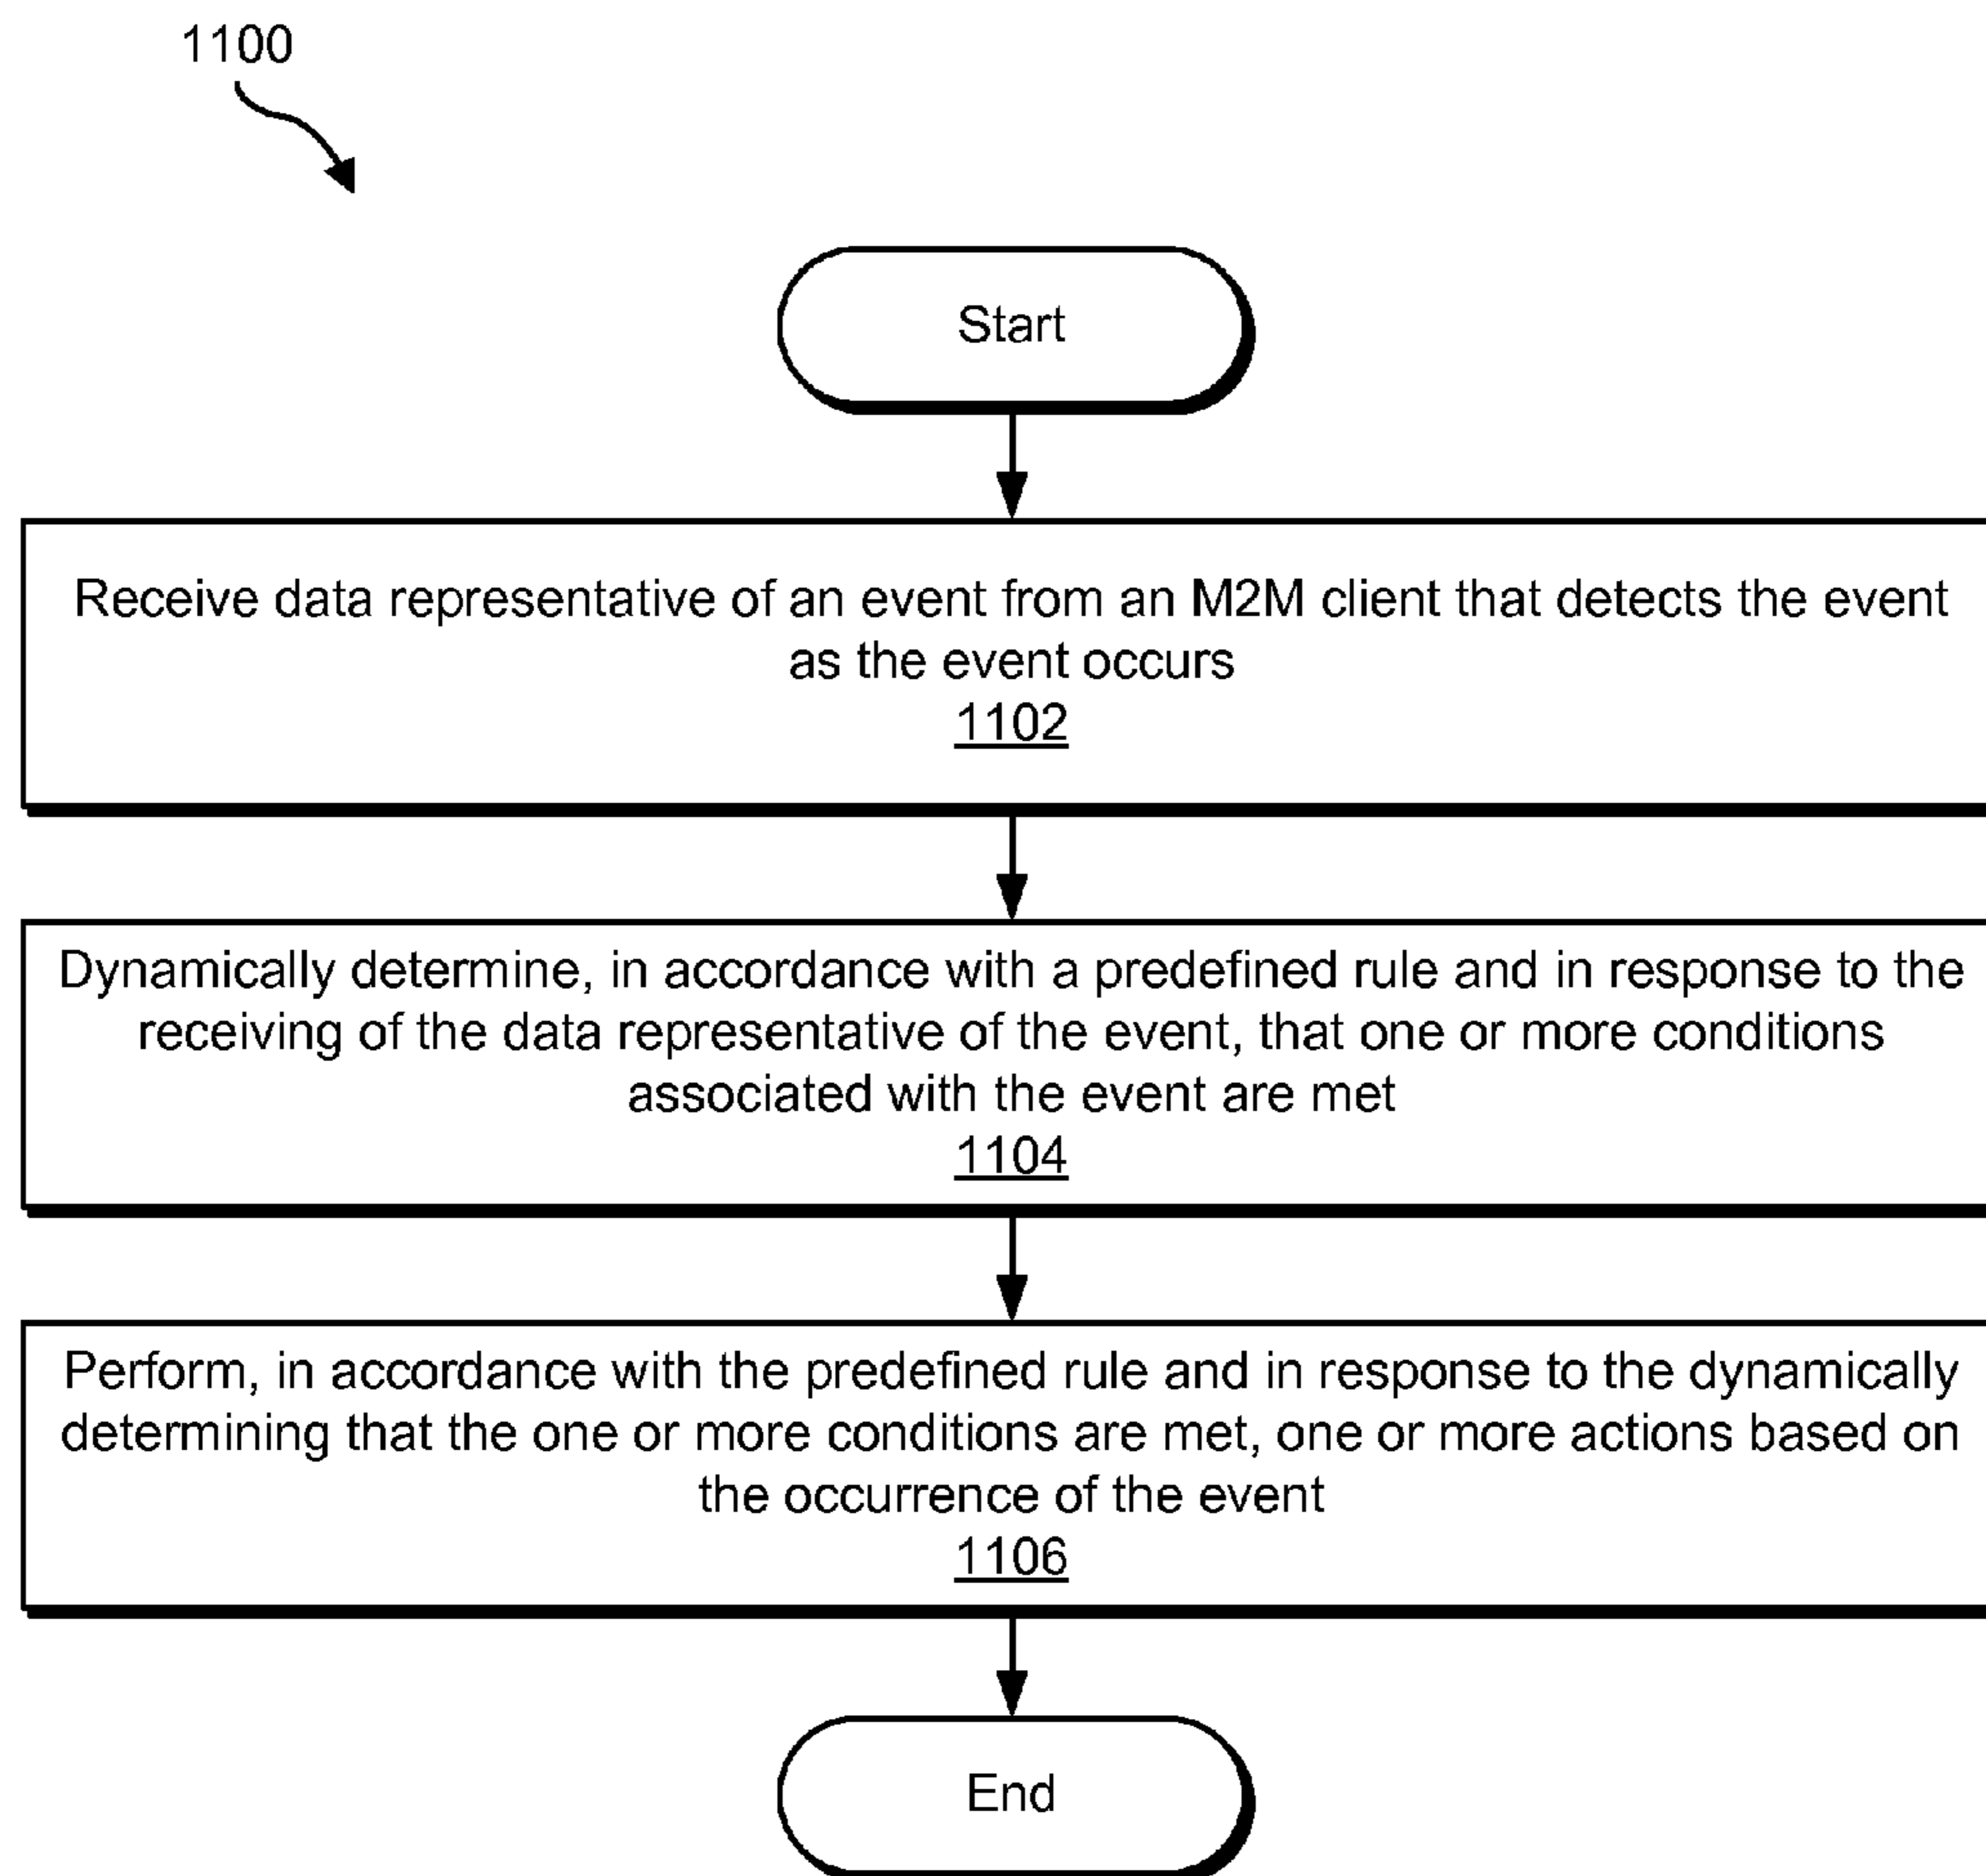 1100
Start
Receive data representative of an event from an M2M client that detects the event
as the event occurs
1102
Dynamically determine, in accordance with a predefined rule and in response to the
receiving of the data representative of the event, that one or more conditions
associated with the event are met
1104
Perform, in accordance with the predefined rule and in response to the dynamically
determining that the one or more conditions are met, one or more actions based on
the occurrence of the event
1106
End